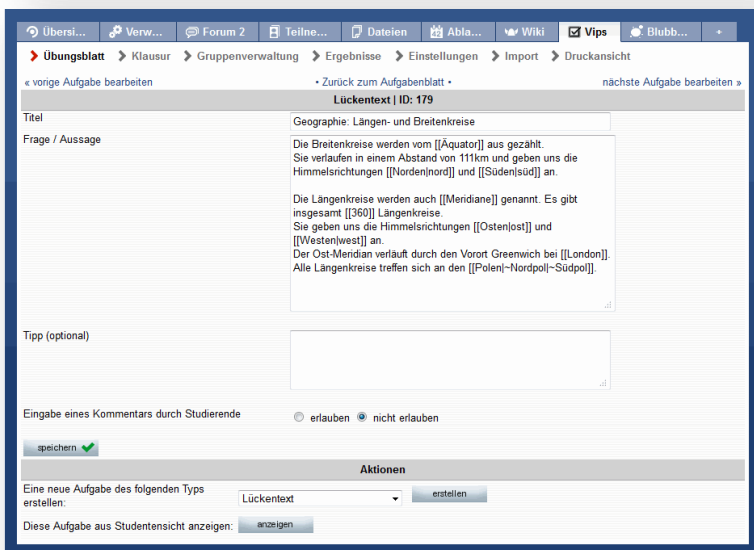 Übersi... Verw... Forum 2 Teilne... Dateien Abla... Wiki Vips Blubb... +
Übungsblatt Klausur Gruppenverwaltung Ergebnisse Einstellungen Import Druckansicht
« vorige Aufgabe bearbeiten • Zurück zum Aufgabenblatt • nächste Aufgabe bearbeiten »
Lückentext | ID: 179
Titel Geographie: Längen- und Breitenkreise
Frage / Aussage Die Breitenkreise werden vom [[Äquator]] aus gezählt.
Sie verlaufen in einem Abstand von 111km und geben uns die
Himmelsrichtungen [[Norden|nord]] und [[Süden|süd]] an.
Die Längenkreise werden auch [[Meridiane]] genannt. Es gibt
insgesamt [[360]] Längenkreise.
Sie geben uns die Himmelsrichtungen [[Osten|ost]] und
[[Westen|west]] an.
Der Ost-Meridian verläuft durch den Vorort Greenwich bei [[London]].
Alle Längenkreise treffen sich an den [[Polen|~Nordpol|~Südpol]].
Tipp (optional)
Eingabe eines Kommentars durch Studierende erlauben nicht erlauben
speichern
Aktionen
Eine neue Aufgabe des folgenden Typs
erstellen: Lückentext erstellen
Diese Aufgabe aus Studentensicht anzeigen: anzeigen